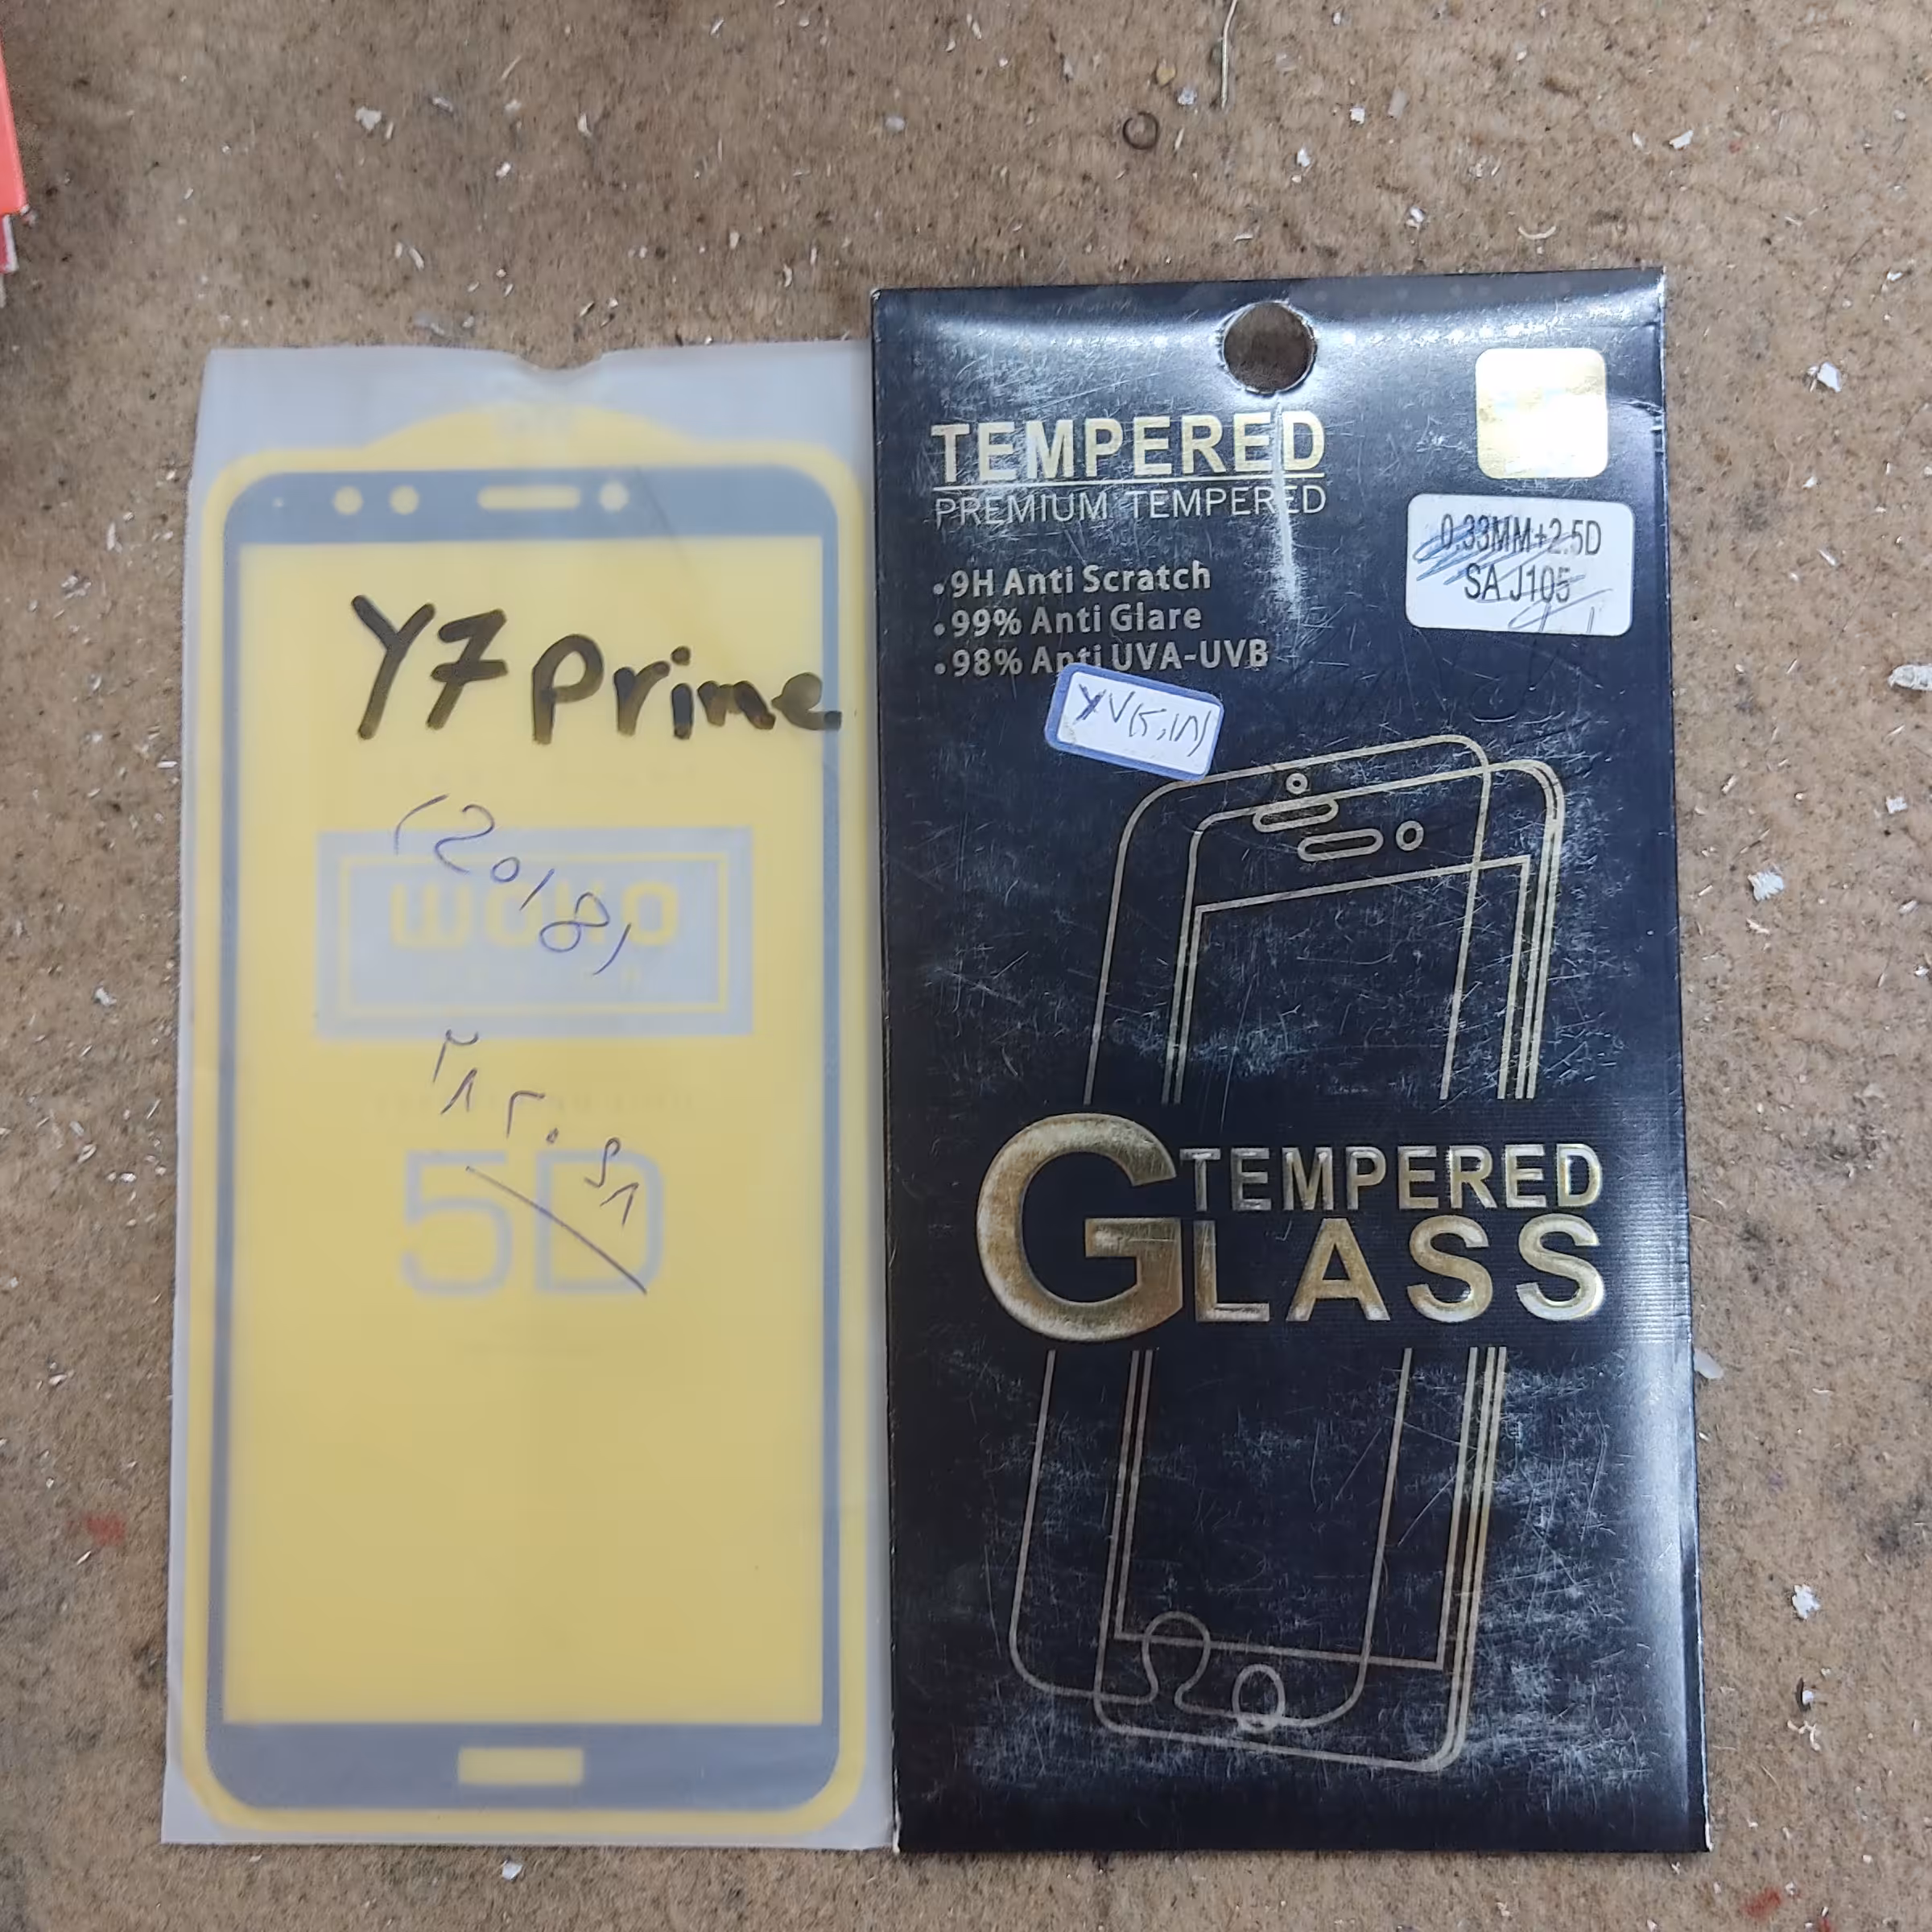 Y7 Prime
(2018)
5D
TEMPERED
PREMIUM TEMPERED
• 9H Anti Scratch
• 99% Anti Glare
• 98% Anti UVA-UVB
0.33MM+2.5D
SA J105
TEMPERED
GLASS